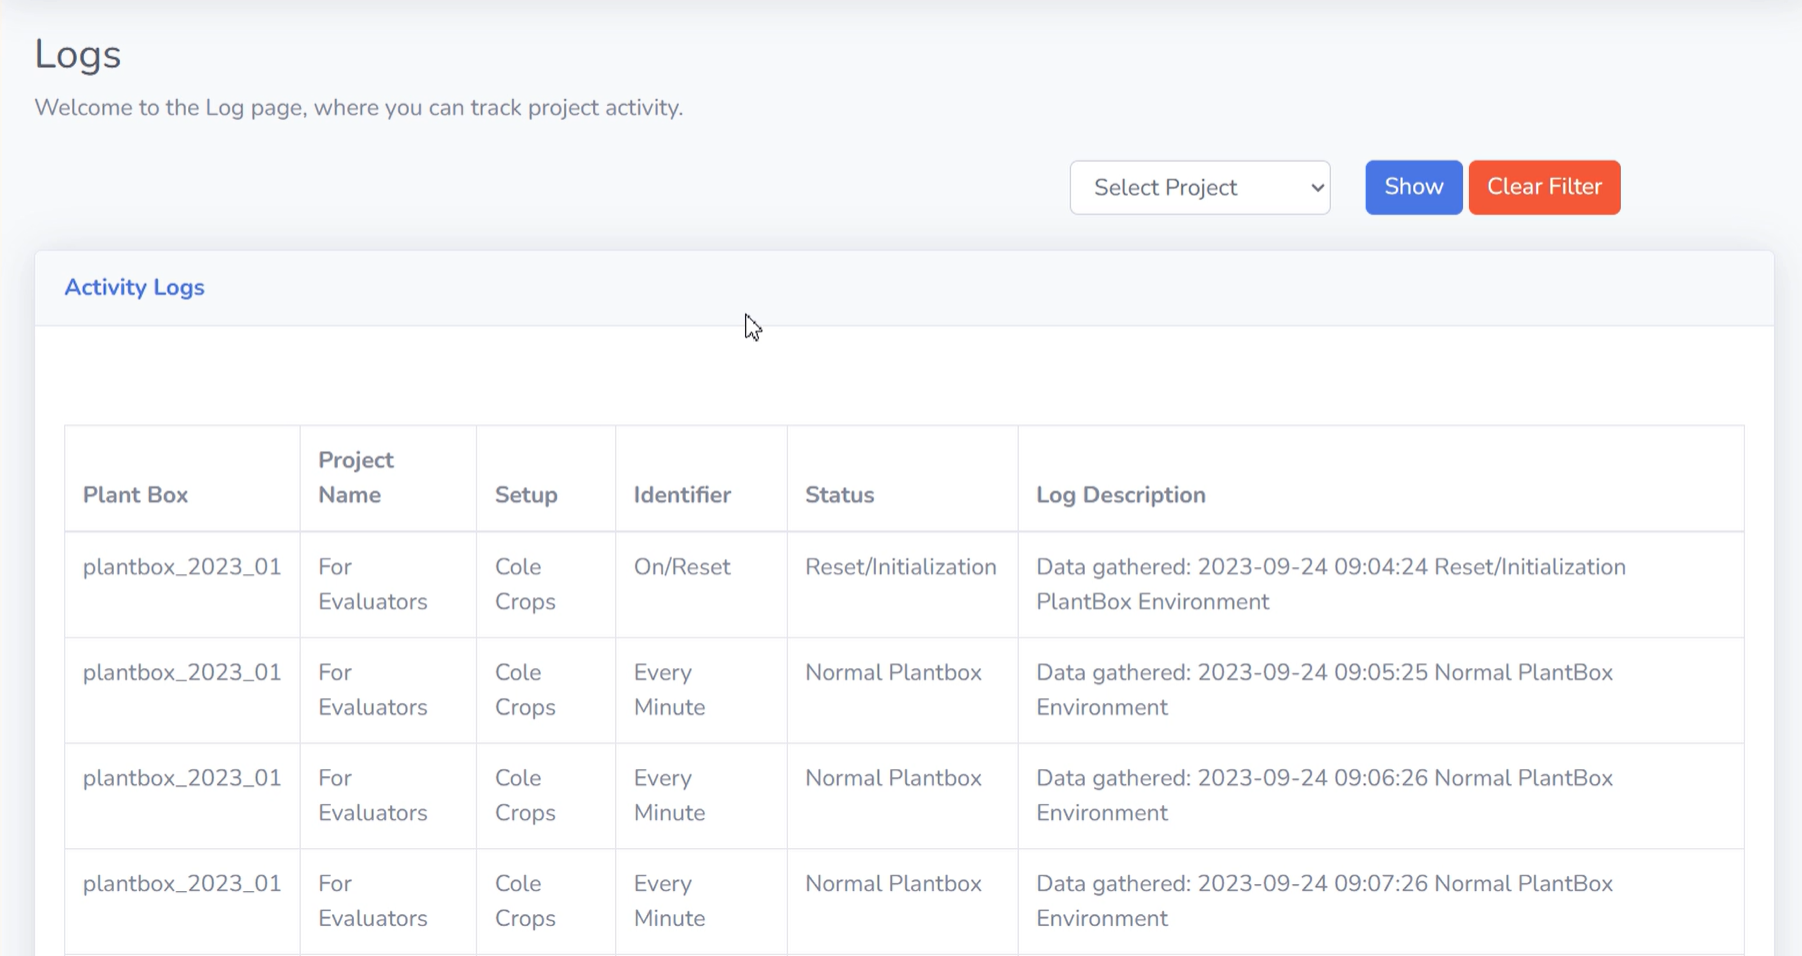 Logs
Welcome to the Log page, where you can track project activity.
Select Project
Show
Clear Filter
Activity Logs
Plant Box
Project
Name
Setup
Identifier
Status
Log Description
plantbox_2023_01
For
Evaluators
Cole
Crops
On/Reset
Reset/Initialization
Data gathered: 2023-09-24 09:04:24 Reset/Initialization
PlantBox Environment
plantbox_2023_01
For
Evaluators
Cole
Crops
Every
Minute
Normal Plantbox
Data gathered: 2023-09-24 09:05:25 Normal PlantBox
Environment
plantbox_2023_01
For
Evaluators
Cole
Crops
Every
Minute
Normal Plantbox
Data gathered: 2023-09-24 09:06:26 Normal PlantBox
Environment
plantbox_2023_01
For
Evaluators
Cole
Crops
Every
Minute
Normal Plantbox
Data gathered: 2023-09-24 09:07:26 Normal PlantBox
Environment